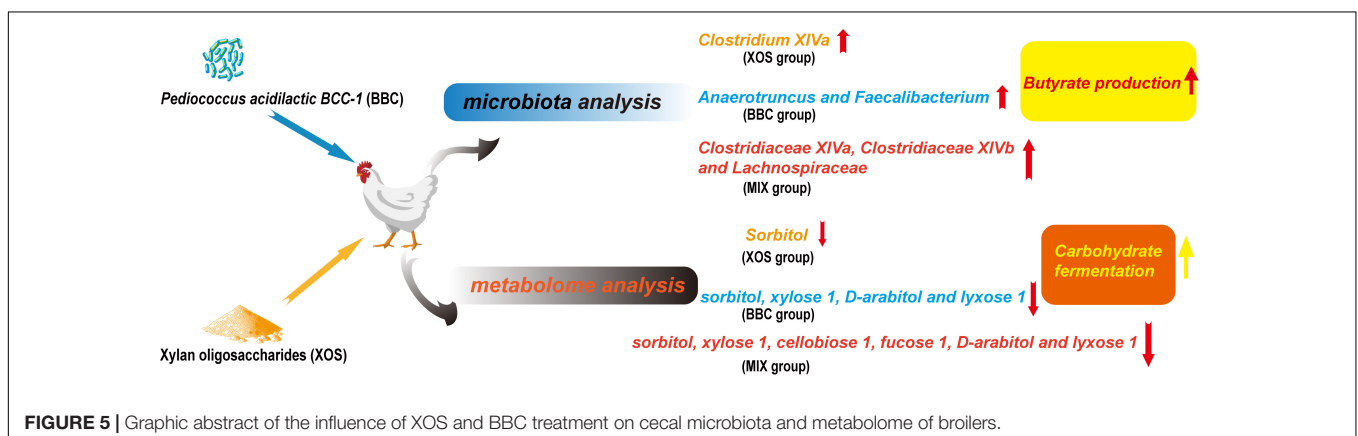 Pediococcus acidilactic BCC-1 (BBC)
Xylan oligosaccharides (XOS)
microbiota analysis
Clostridium XIVa
(XOS group)
Anaerotruncus and Faecalibacterium
(BBC group)
Clostridiaceae XIVa, Clostridiaceae XIVb
and Lachnospiraceae
(MIX group)
Butyrate production
metabolome analysis
Sorbitol
(XOS group)
sorbitol, xylose 1, D-arabitol and lyxose 1
(BBC group)
sorbitol, xylose 1, cellobiose 1, fucose 1, D-arabitol and lyxose 1
(MIX group)
Carbohydrate
fermentation
FIGURE 5 | Graphic abstract of the influence of XOS and BBC treatment on cecal microbiota and metabolome of broilers.